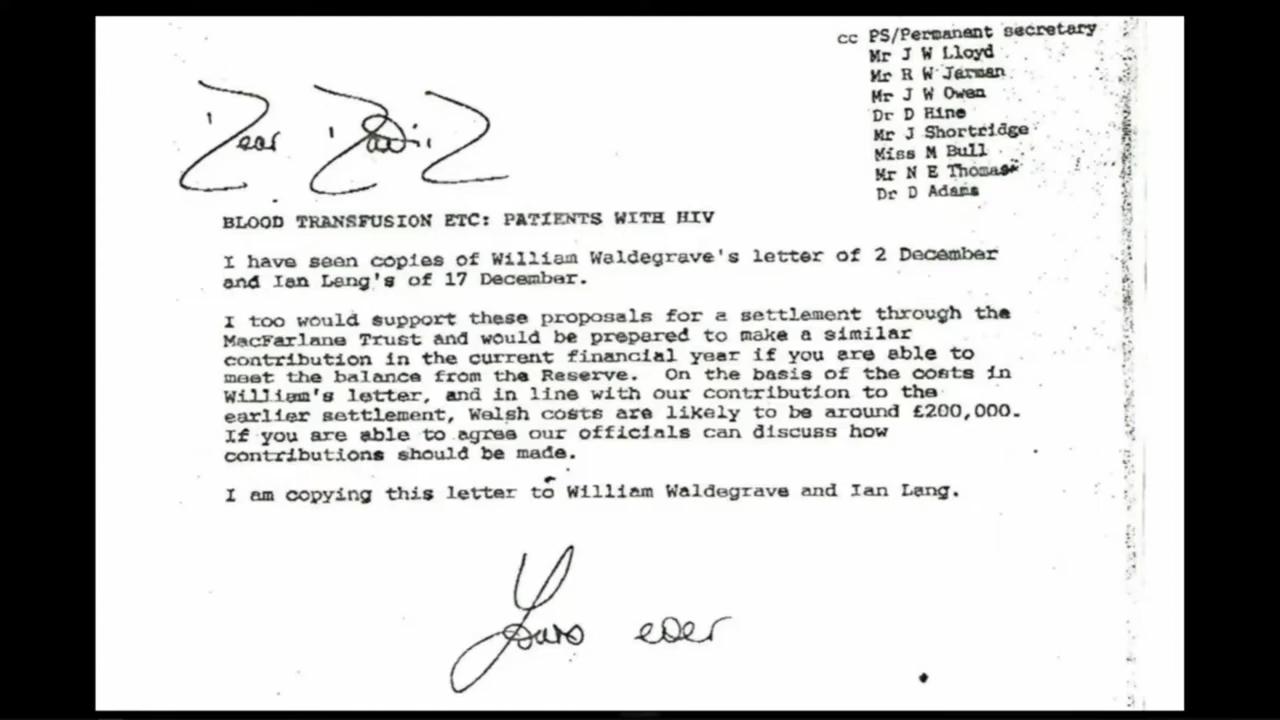 cc PS/Permanent secretary
Mr J W Lloyd
Mr R W Jarman
Mr J W Owen
Dr D Hine
Mr J Shortridge
Miss M Bull
Mr N E Thomas
Dr D Adams
Dear David
BLOOD TRANSFUSION ETC: PATIENTS WITH HIV
I have seen copies of William Waldegrave's letter of 2 December
and Ian Lang's of 17 December.
I too would support these proposals for a settlement through the
MacFarlane Trust and would be prepared to make a similar
contribution in the current financial year if you are able to
meet the balance from the Reserve. On the basis of the costs in
William's letter, and in line with our contribution to the
earlier settlement, Welsh costs are likely to be around £200,000.
If you are able to agree our officials can discuss how
contributions should be made.
I am copying this letter to William Waldegrave and Ian Lang.
Yours ever